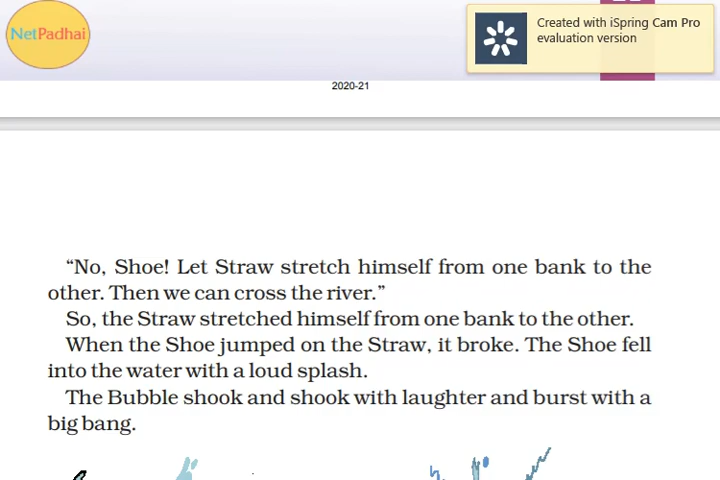 NetPadhai
Created with iSpring Cam Pro
evaluation version
2020-21
“No, Shoe! Let Straw stretch himself from one bank to the
other. Then we can cross the river.”
So, the Straw stretched himself from one bank to the other.
When the Shoe jumped on the Straw, it broke. The Shoe fell
into the water with a loud splash.
The Bubble shook and shook with laughter and burst with a
big bang.